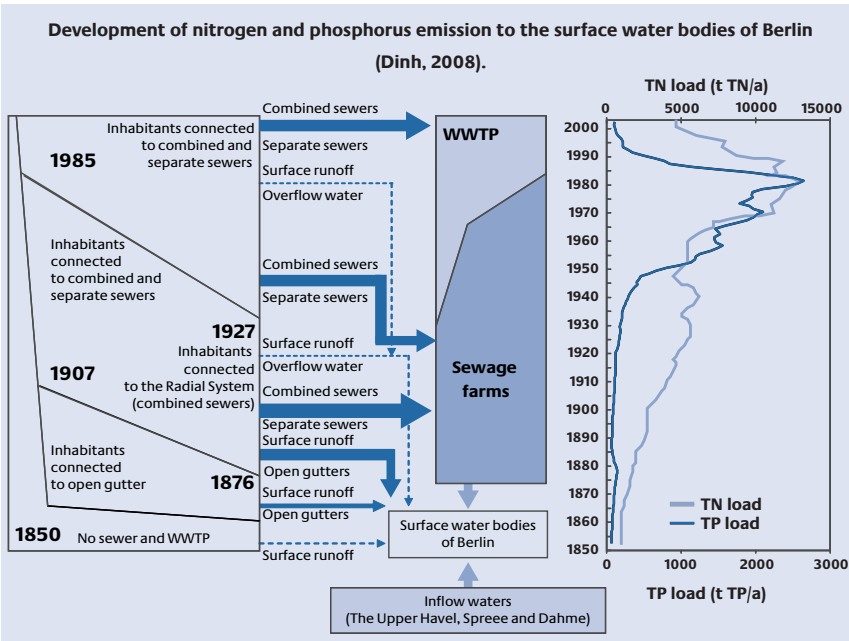 Development of nitrogen and phosphorus emission to the surface water bodies of Berlin
(Dinh, 2008).
Combined sewers
Inhabitants connected
to combined and
separate sewers
1985
Separate sewers
Surface runoff
Overflow water
Inhabitants
connected
to combined and
separate sewers
Combined sewers
Separate sewers
1927
Surface runoff
Inhabitants
connected
to the Radial System
(combined sewers)
Overflow water
1907
Combined sewers
Separate sewers
Surface runoff
Inhabitants
connected
to open gutter
Open gutters
1876
Surface runoff
Open gutters
1850
No sewer and WWTP
Surface runoff
WWTP
Sewage
farms
Surface water bodies
of Berlin
Inflow waters
(The Upper Havel, Spreee and Dahme)
TN load (t TN/a)
0 5000 10000 15000
2000
1990
1980
1970
1960
1950
1940
1930
1920
1910
1900
1890
1880
1870
1860
1850
TN load
TP load
0 1000 2000 3000
TP load (t TP/a)